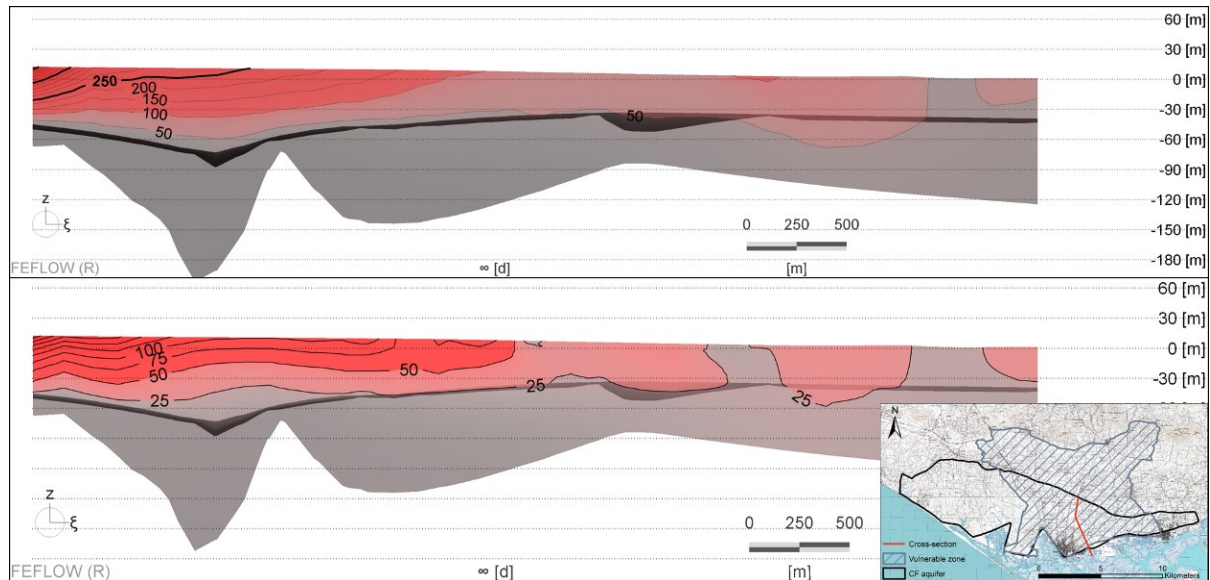 60 [m]
30 [m]
0 [m]
-30 [m]
-60 [m]
-90 [m]
-120 [m]
-150 [m]
-180 [m]
250
200
150
100
50
50
z
ξ
0 250 500
FEFLOW (R)
∞ [d]
[m]
60 [m]
30 [m]
0 [m]
-30 [m]
100
75
50
50
25
25
25
z
ξ
0 250 500
FEFLOW (R)
∞ [d]
[m]
N
Cross-section
Vulnerable zone
CF aquifer
0 5 10
Kilometers